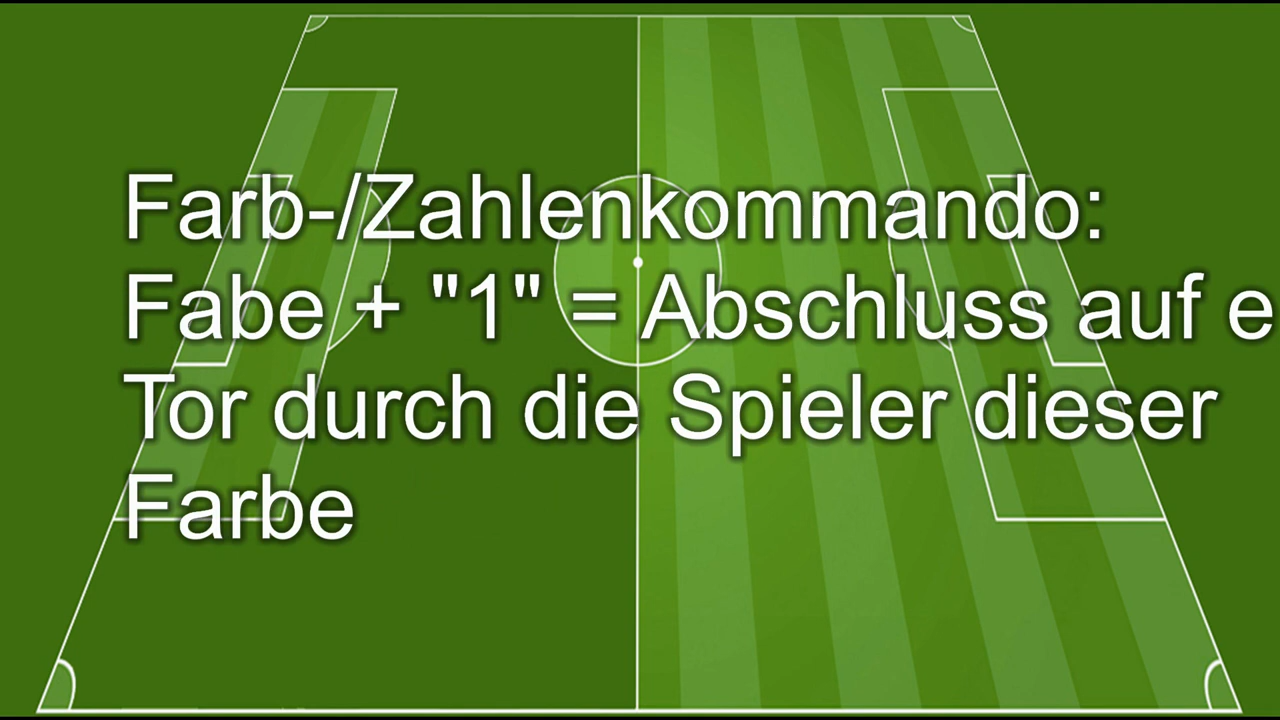 Farb-/Zahlenkommando:
Fabe + "1" = Abschluss auf e
Tor durch die Spieler dieser
Farbe